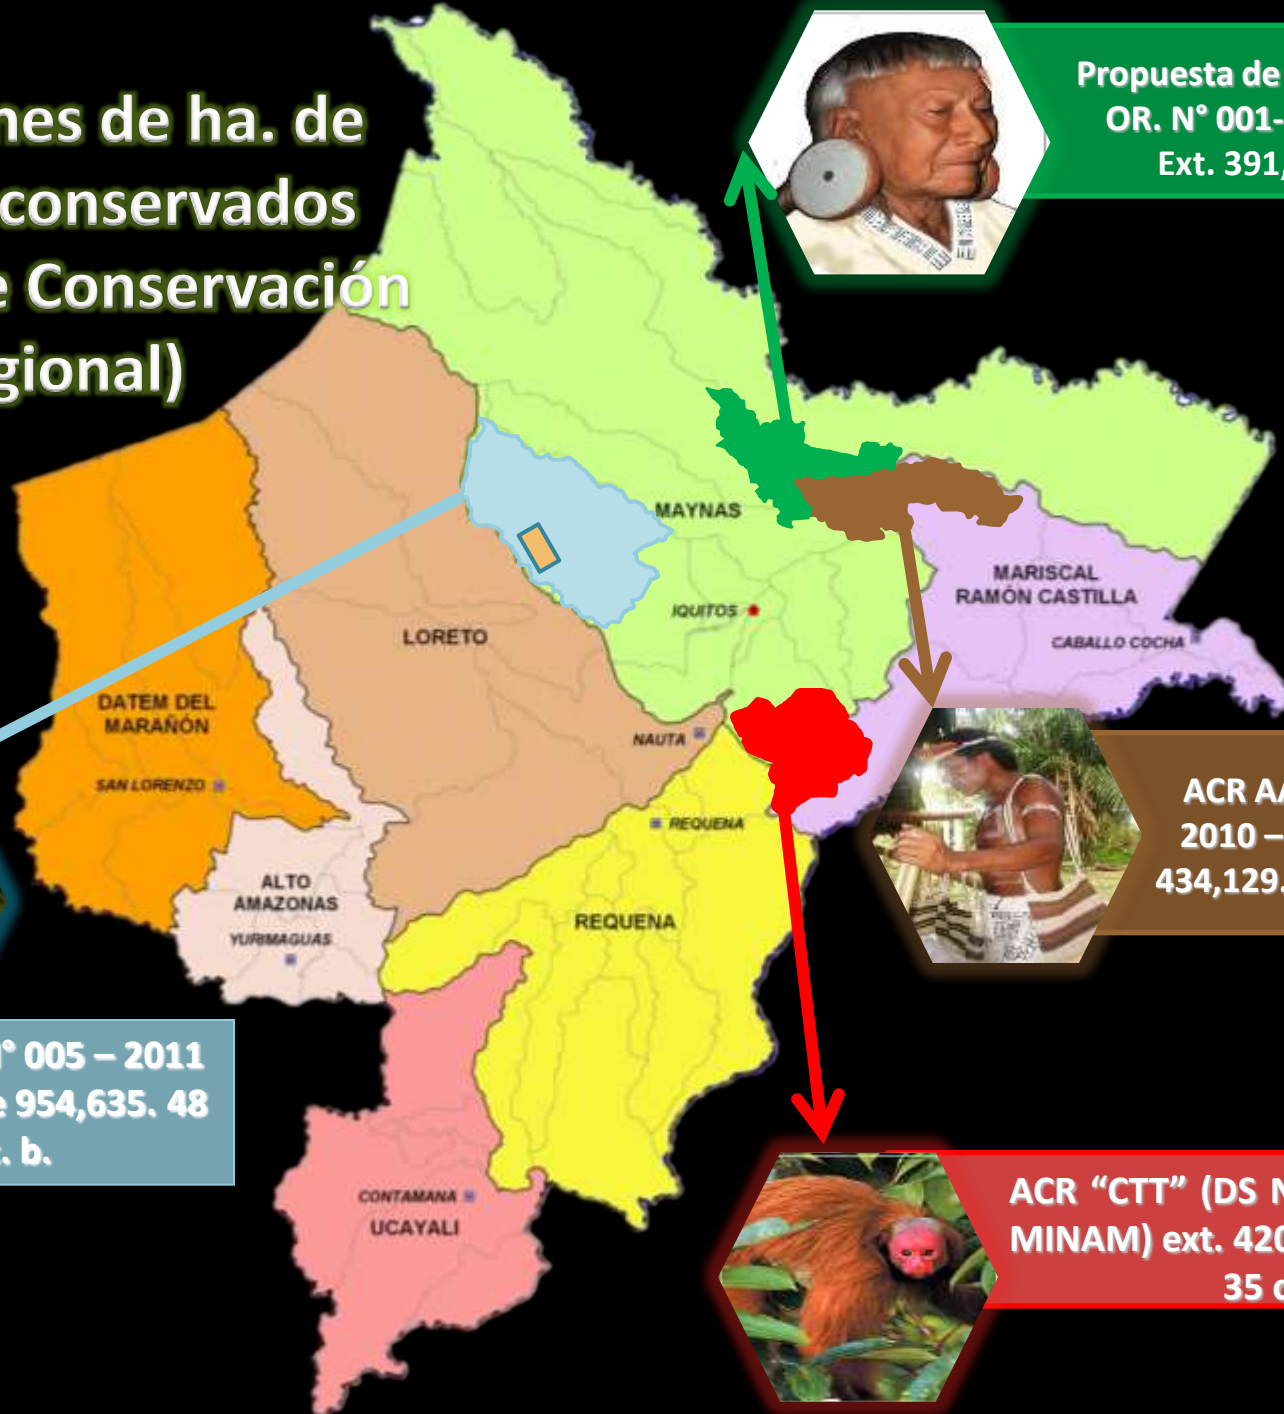 nes de ha. de
conservados
e Conservación
gional)
Propuesta de
OR. N° 001-
Ext. 391,
MAYNAS
MARISCAL
RAMÓN CASTILLA
IQUITOS
CABALLO COCHA
LORETO
DATEM DEL
MARAÑÓN
NAUTA
SAN LORENZO
REQUENA
ACR AA
2010 –
434,129.
ALTO
AMAZONAS
YURIMAGUAS
REQUENA
° 005 – 2011
e 954,635. 48
. b.
CONTAMANA
UCAYALI
ACR “CTT” (DS N
MINAM) ext. 420
35 c